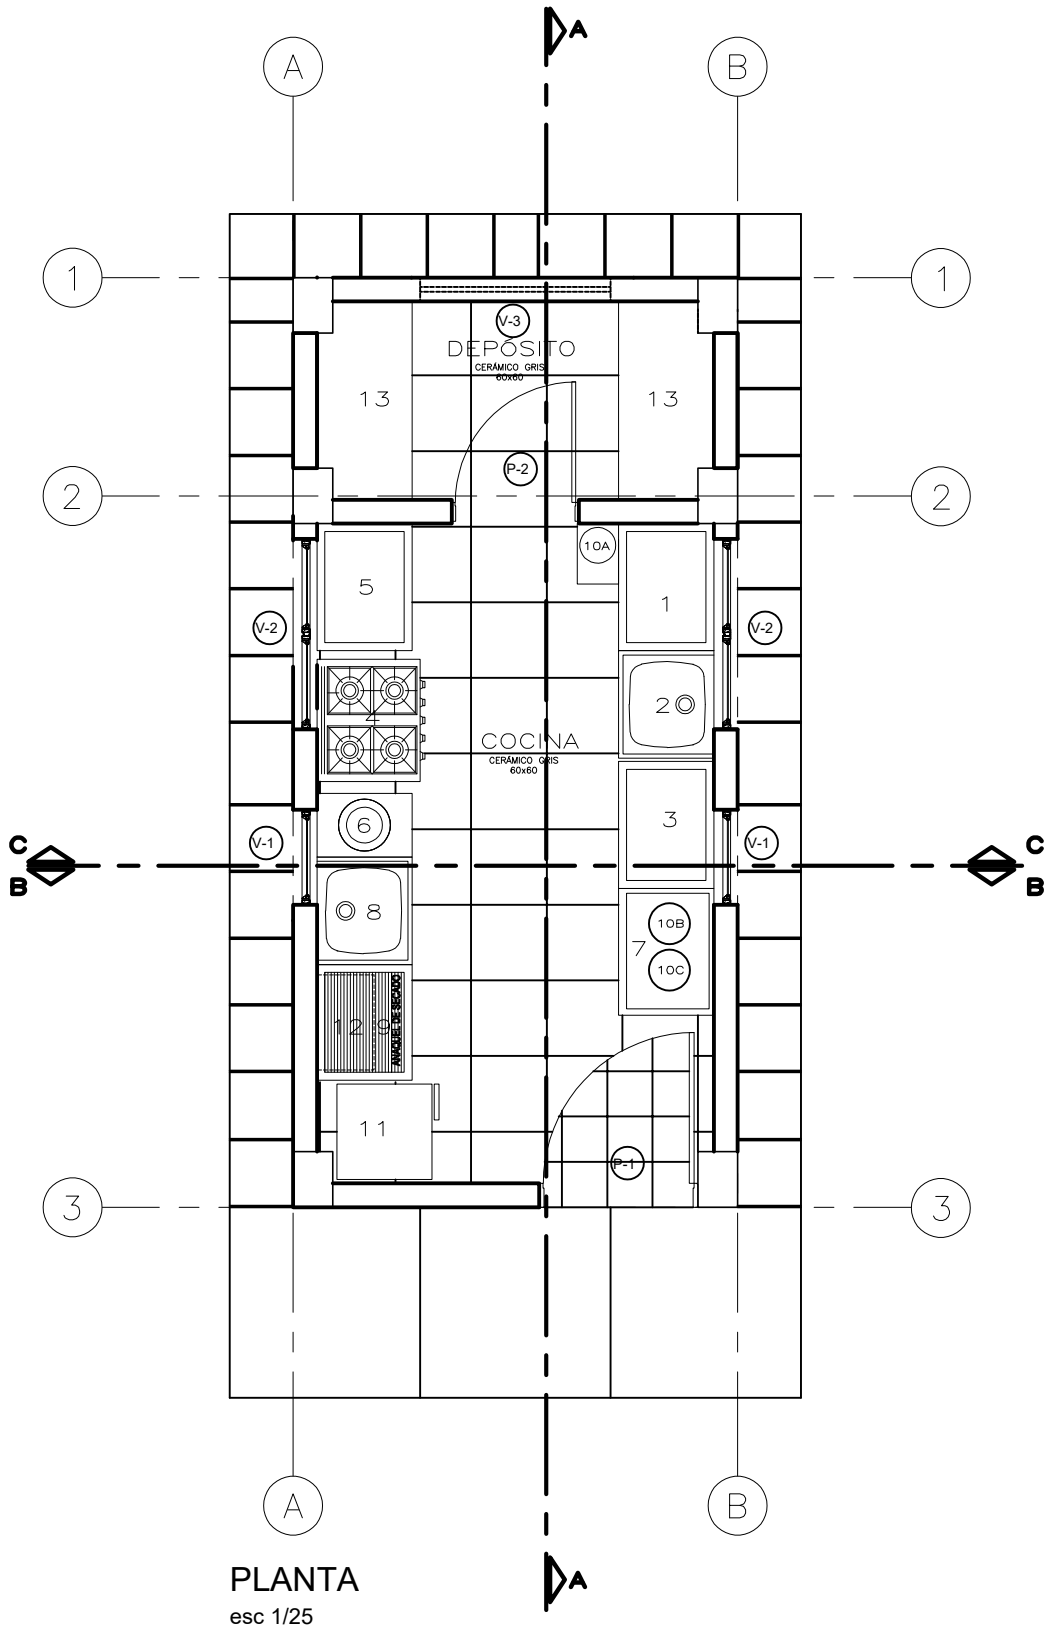 A
A
B
1
1
V-3
DEPÓSITO
CERÁMICO GRIS
60x60
13
13
P-2
2
2
10A
5
1
V-2
V-2
2
4
COCINA
CERÁMICO GRIS
60x60
3
6
C
V-1
V-1
C
B
B
8
10B
7
10C
12
9
ANAQUEL DE SECADO
11
P-1
3
3
A
B
A
PLANTA
esc 1/25